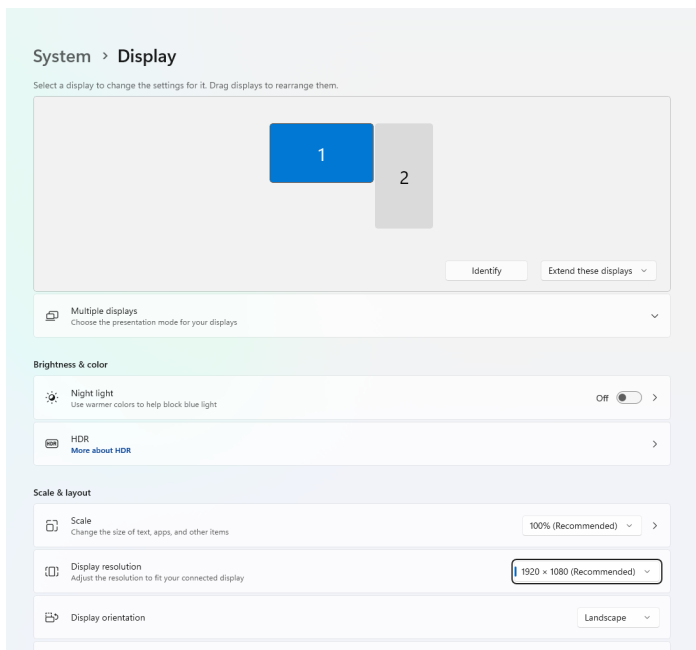 System > Display
Select a display to change the settings for it. Drag displays to rearrange them.
1
2
Identify
Extend these displays
Multiple displays
Choose the presentation mode for your displays
Brightness & color
Night light
Use warmer colors to help block blue light
Off
HDR
HDR
More about HDR
Scale & layout
Scale
Change the size of text, apps, and other items
100% (Recommended)
Display resolution
Adjust the resolution to fit your connected display
1920 × 1080 (Recommended)
Display orientation
Landscape